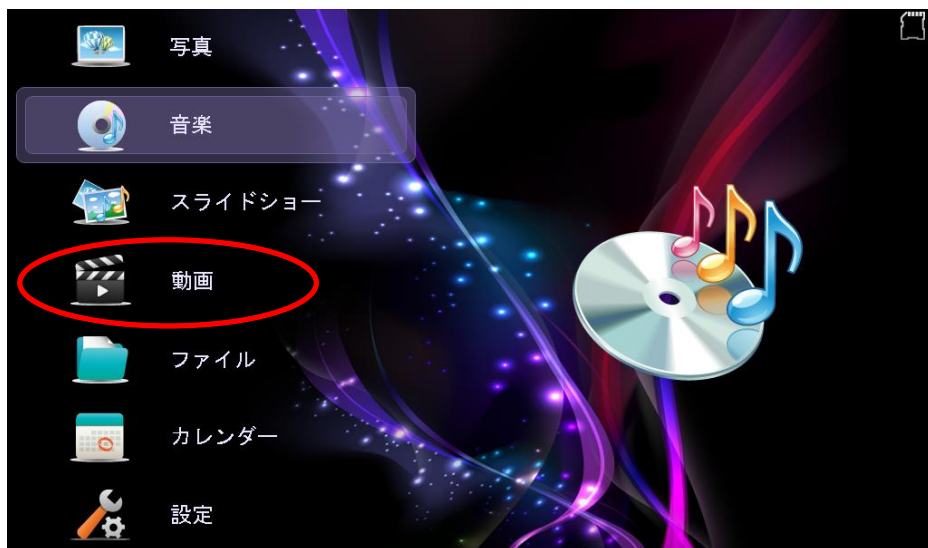 写真
音楽
スライドショー
動画
ファイル
カレンダー
設定